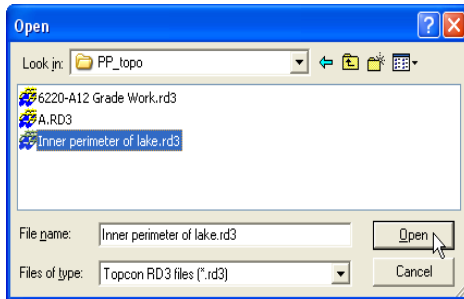 Open
Look in: PP_topo
6220-A12 Grade Work.rd3
A.RD3
Inner perimeter of lake.rd3
File name: Inner perimeter of lake.rd3 Open
Files of type: Topcon RD3 files (*.rd3) Cancel